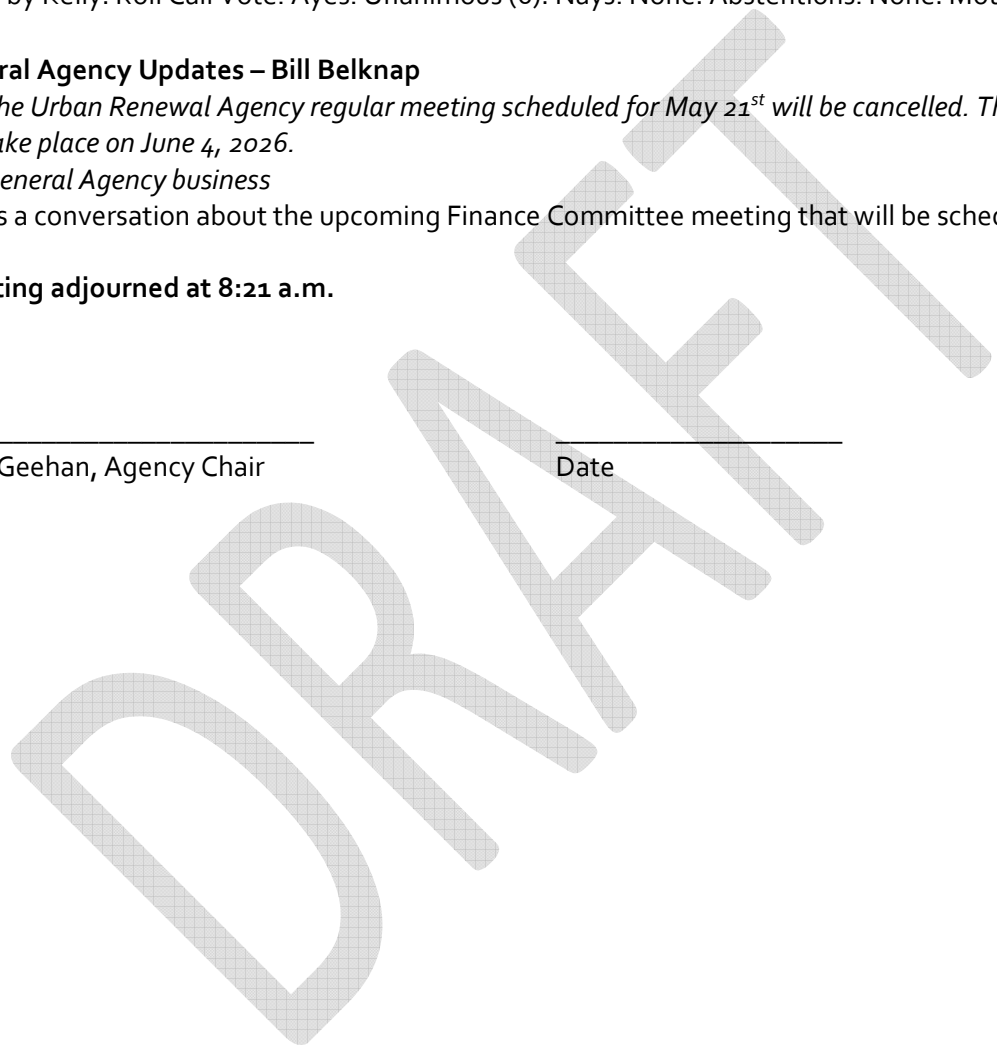 by Kelly. Roll Call Vote. Ayes: Unanimous (6). Nays: None. Abstentions: None.
ral Agency Updates – Bill Belknap
he Urban Renewal Agency regular meeting scheduled for May 21st will be cancelled. Th
ake place on June 4, 2026.
eneral Agency business
s a conversation about the upcoming Finance Committee meeting that will be sched
ting adjourned at 8:21 a.m.
Geehan, Agency Chair
Date
DRAFT